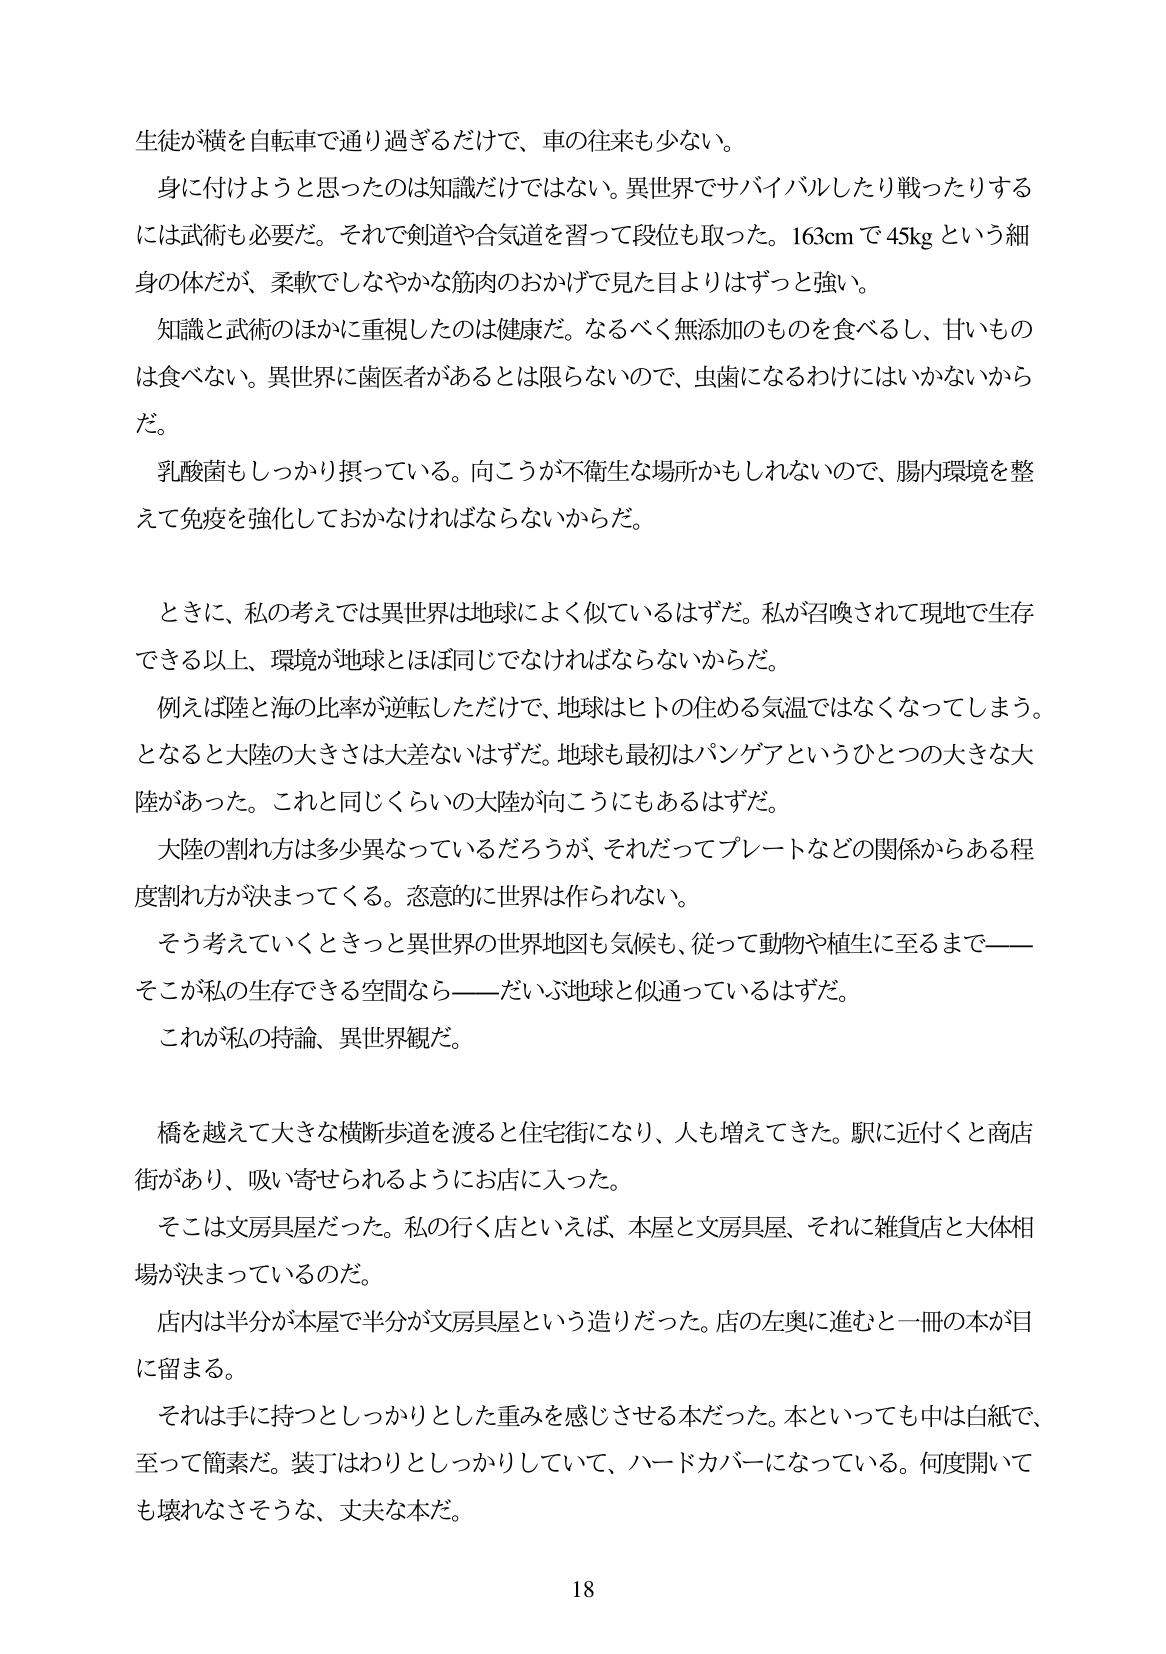 生徒が横を自転車で通り過ぎるだけで、車の往来も少ない。
　身に付けようと思ったのは知識だけではない。異世界でサバイバルしたり戦ったりする
には武術も必要だ。それで剣道や合気道を習って段位も取った。163cm で 45kg という細
身の体だが、柔軟でしなやかな筋肉のおかげで見た目よりはずっと強い。
　知識と武術のほかに重視したのは健康だ。なるべく無添加のものを食べるし、甘いもの
は食べない。異世界に歯医者があるとは限らないので、虫歯になるわけにはいかないから
だ。
　乳酸菌もしっかり摂っている。向こうが不衛生な場所かもしれないので、腸内環境を整
えて免疫を強化しておかなければならないからだ。
　ときに、私の考えでは異世界は地球によく似ているはずだ。私が召喚されて現地で生存
できる以上、環境が地球とほぼ同じでなければならないからだ。
　例えば陸と海の比率が逆転しただけで、地球はヒトの住める気温ではなくなってしまう。
となると大陸の大きさは大差ないはずだ。地球も最初はパンゲアというひとつの大きな大
陸があった。これと同じくらいの大陸が向こうにもあるはずだ。
　大陸の割れ方は多少異なっているだろうが、それだってプレートなどの関係からある程
度割れ方が決まってくる。恣意的に世界は作られない。
　そう考えていくときっと異世界の世界地図も気候も、従って動物や植生に至るまで――
そこが私の生存できる空間なら――だいぶ地球と似通っているはずだ。
　これが私の持論、異世界観だ。
　橋を越えて大きな横断歩道を渡ると住宅街になり、人も増えてきた。駅に近付くと商店
街があり、吸い寄せられるようにお店に入った。
　そこは文房具屋だった。私の行く店といえば、本屋と文房具屋、それに雑貨店と大体相
場が決まっているのだ。
　店内は半分が本屋で半分が文房具屋という造りだった。店の左奥に進むと一冊の本が目
に留まる。
　それは手に持つとしっかりとした重みを感じさせる本だった。本といっても中は白紙で、
至って簡素だ。装丁はわりとしっかりしていて、ハードカバーになっている。何度開いて
も壊れなさそうな、丈夫な本だ。
18